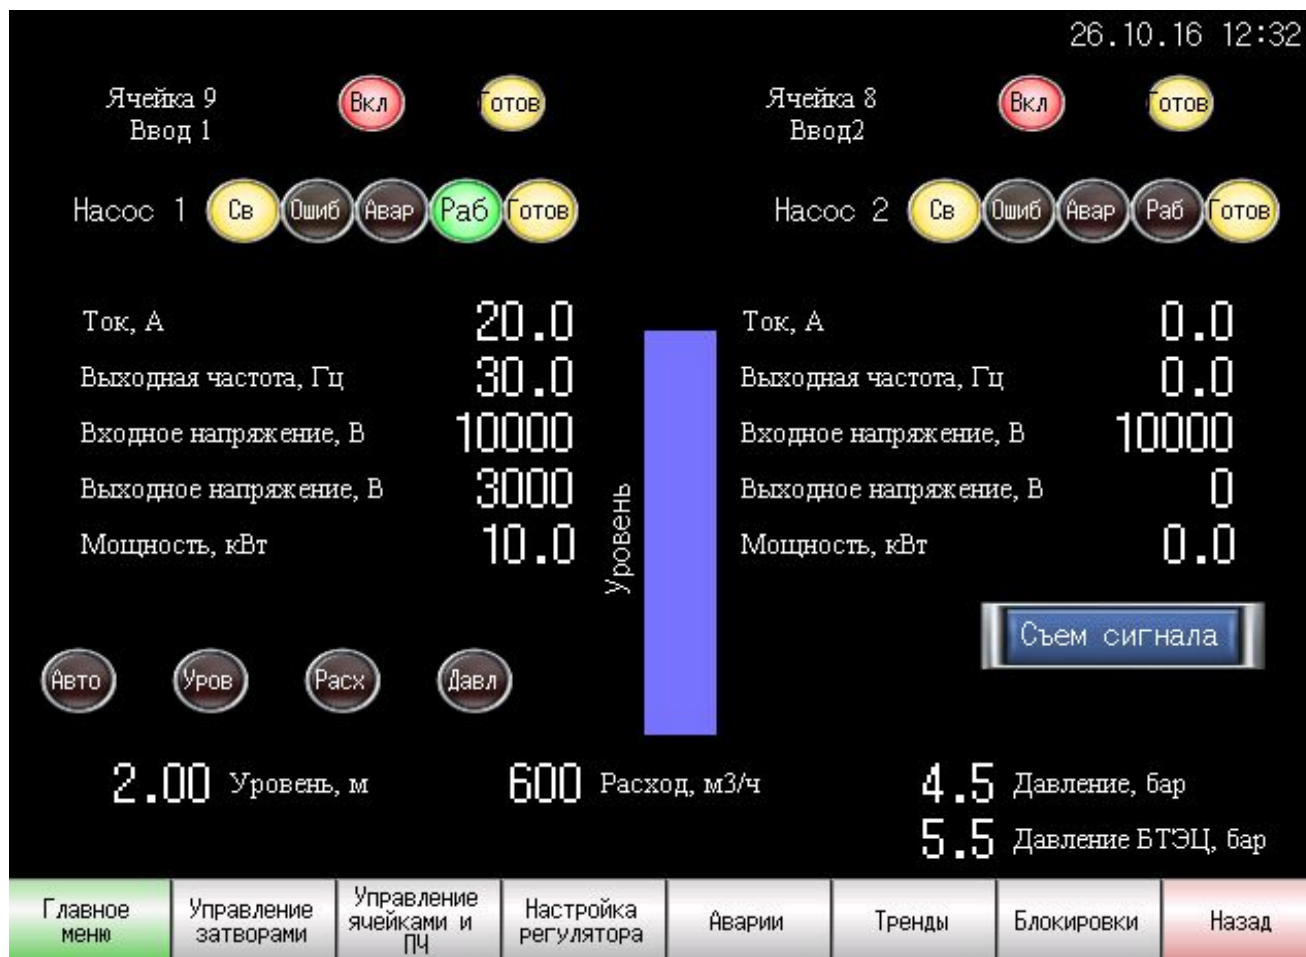 26.10.16 12:32
Ячейка 9
Ввод 1
Вкл
Готов
Ячейка 8
Ввод2
Вкл
Готов
Насос 1
Св
Ошиб
Авар
Раб
Готов
Насос 2
Св
Ошиб
Авар
Раб
Готов
Ток, А 20.0
Выходная частота, Гц 30.0
Входное напряжение, В 10000
Выходное напряжение, В 3000
Мощность, кВт 10.0
Уровень
Ток, А 0.0
Выходная частота, Гц 0.0
Входное напряжение, В 10000
Выходное напряжение, В 0
Мощность, кВт 0.0
Съем сигнала
Авто
Уров
Расх
Давл
2.00 Уровень, м
600 Расход, м3/ч
4.5 Давление, бар
5.5 Давление БТЭЦ, бар
Главное
меню
Управление
затворами
Управление
ячейками и
ПЧ
Настройка
регулятора
Аварии
Тренды
Блокировки
Назад